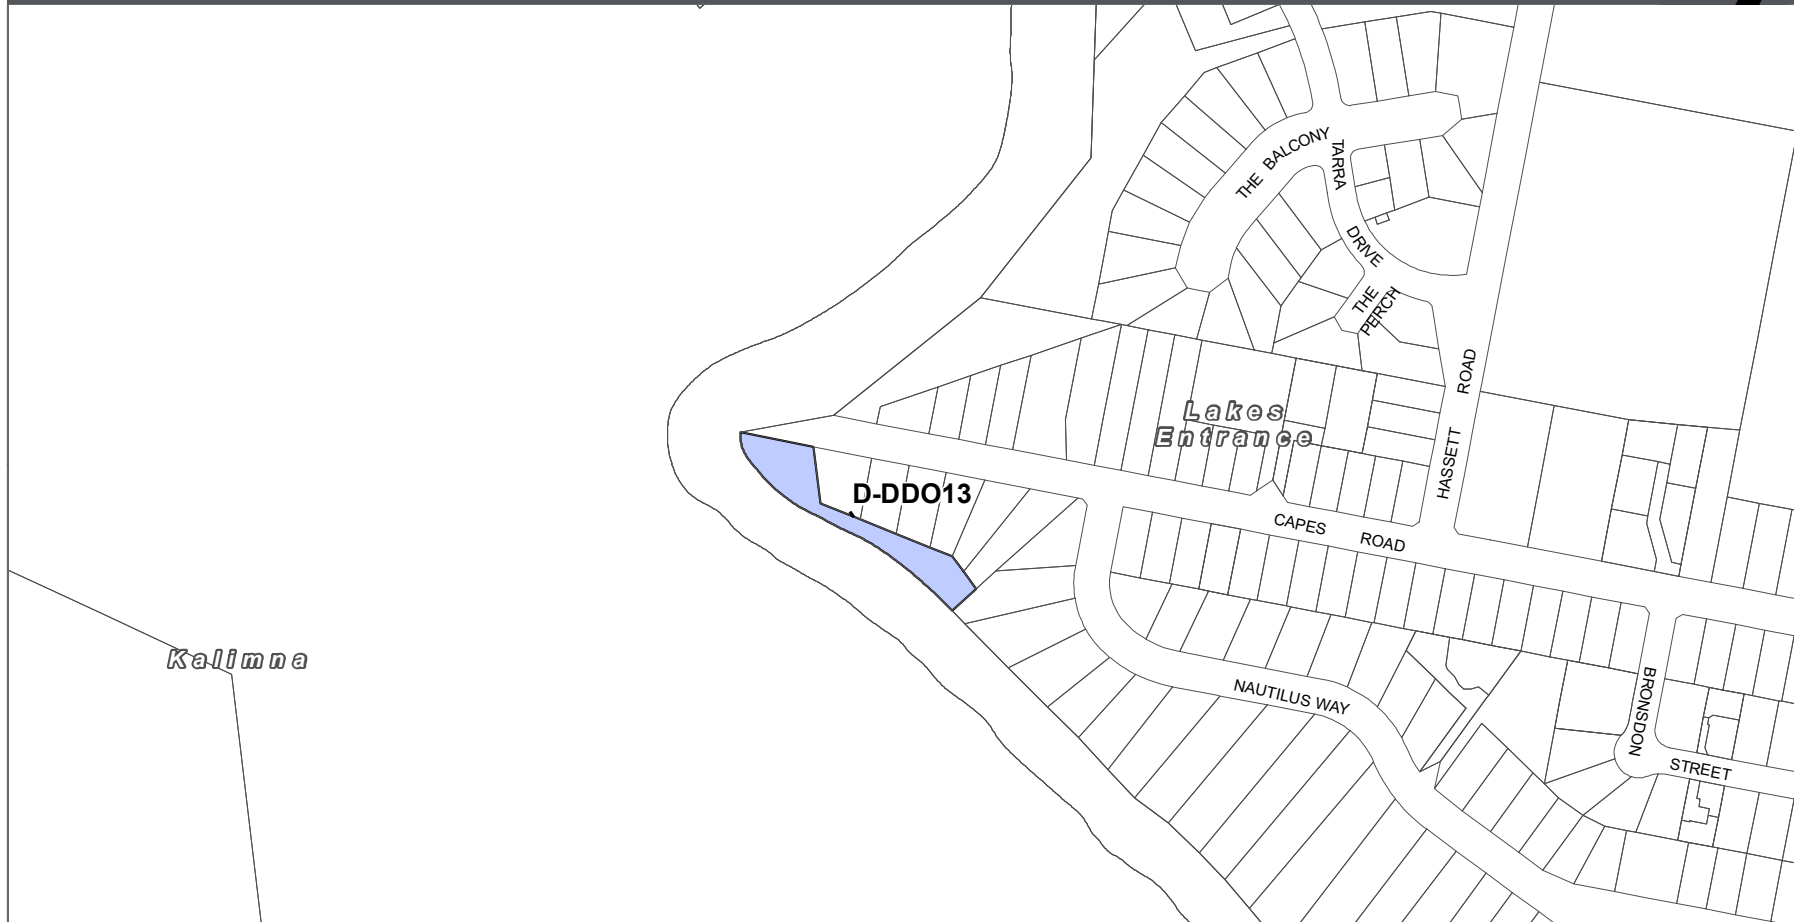 THE BALCONY
TARRA
DRIVE
THE
PERCH
HASSETT ROAD
Lakes
Entrance
D-DDO13
CAPES ROAD
Kalimna
NAUTILUS WAY
BRONSDON
STREET